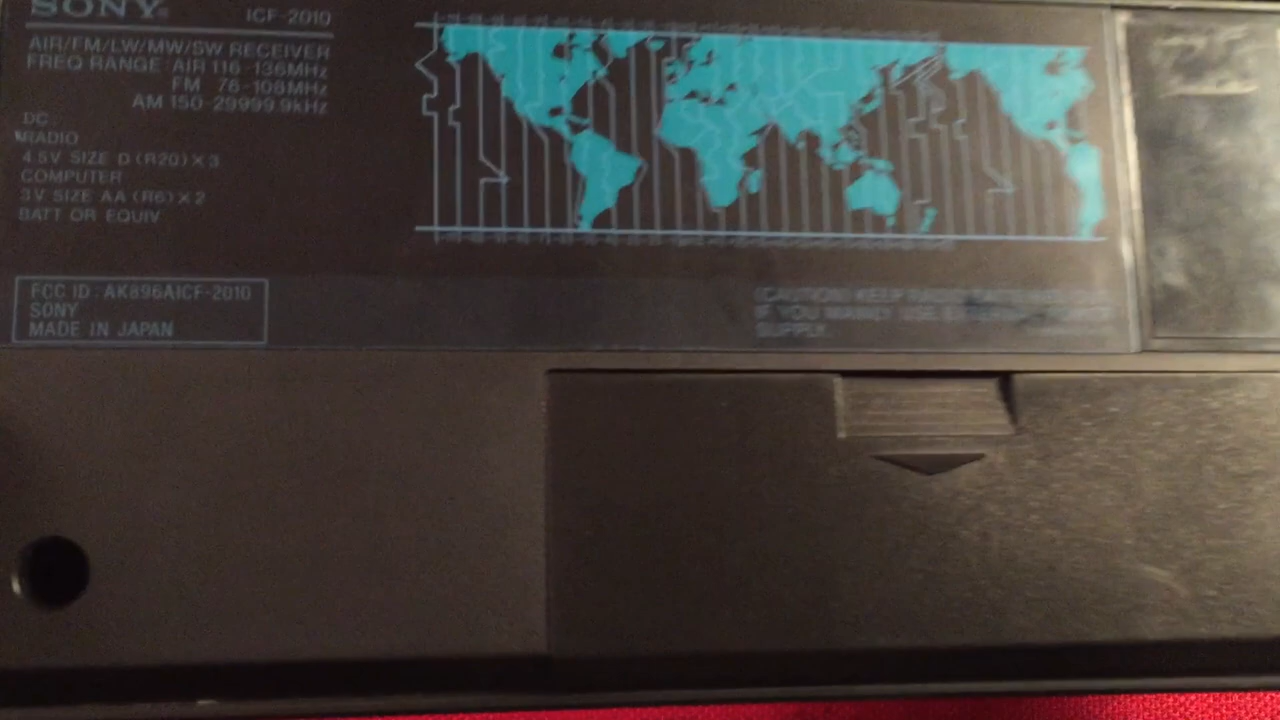 SONY®
ICF-2010
AIR/FM/LW/MW/SW RECEIVER
FREQ RANGE : AIR 116-136MHz
FM 76-108MHz
AM 150-29999.9kHz
DC :
RADIO
4.5V SIZE D (R20) × 3
COMPUTER
3V SIZE AA (R6) × 2
BATT OR EQUIV
FCC ID : AK896AICF-2010
SONY
MADE IN JAPAN
(CAUTION) KEEP
IF YOU MAINLY USE
SUPPLY.